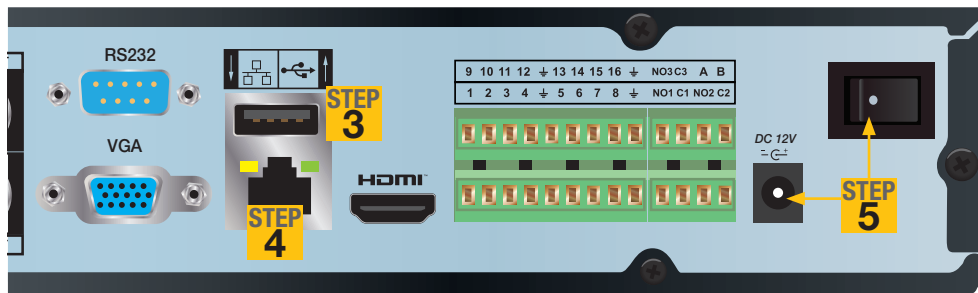 RS232
VGA
STEP
3
STEP
4
HDMI
9 10 11 12 ⏚ 13 14 15 16 ⏚ NO3 C3 A B
1 2 3 4 ⏚ 5 6 7 8 ⏚ NO1 C1 NO2 C2
DC 12V
- +
STEP
5